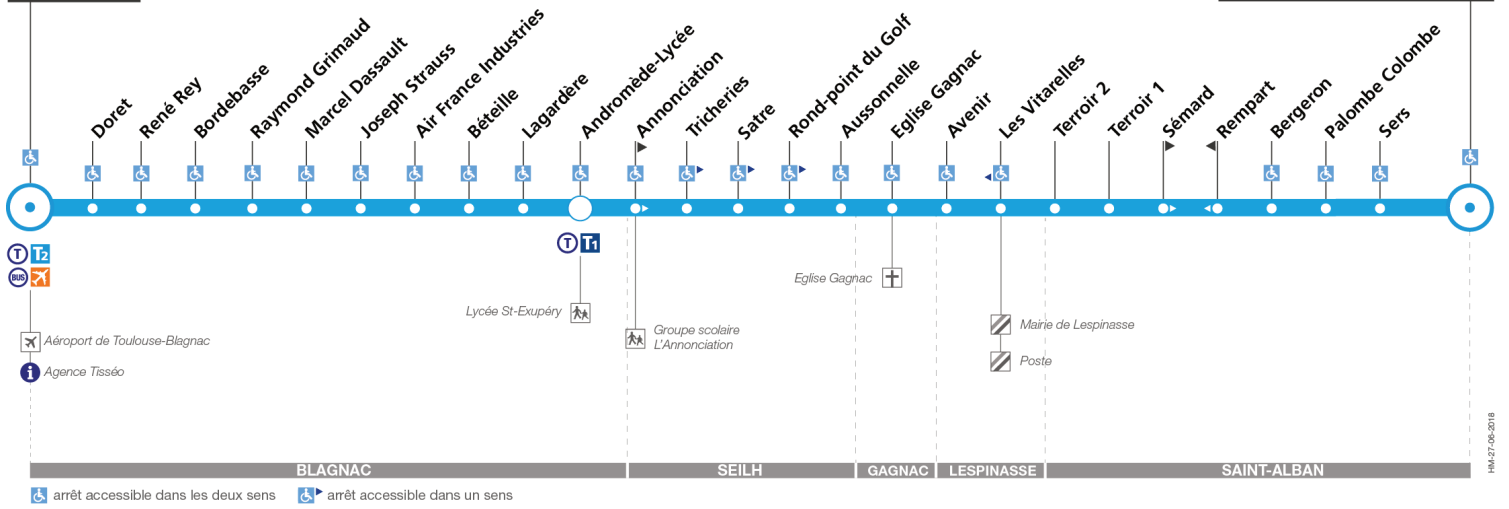 Doret
René Rey
Bordebasse
Raymond Grimaud
Marcel Dassault
Joseph Strauss
Air France Industries
Béteille
Lagardère
Andromède-Lycée
Annonciation
Tricheries
Satre
Rond-point du Golf
Aussonnelle
Eglise Gagnac
Avenir
Les Vitarelles
Terroir 2
Terroir 1
Sémard
Rempart
Bergeron
Palombe Colombe
Sers
T T2
BUS
T T1
Eglise Gagnac
Lycée St-Exupéry
Mairie de Lespinasse
Groupe scolaire
L'Annonciation
Aéroport de Toulouse-Blagnac
Poste
i Agence Tisséo
HM-27-06-2018
BLAGNAC
SEILH
GAGNAC
LESPINASSE
SAINT-ALBAN
arrêt accessible dans les deux sens
arrêt accessible dans un sens